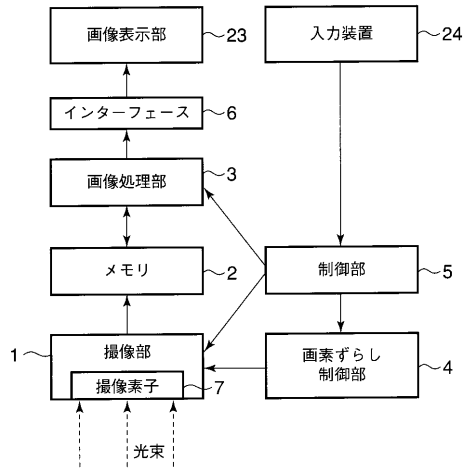 画像表示部 23
入力装置 24
インターフェース 6
画像処理部 3
メモリ 2
制御部 5
1 撮像部
撮像素子 7
画素ずらし
制御部 4
光束